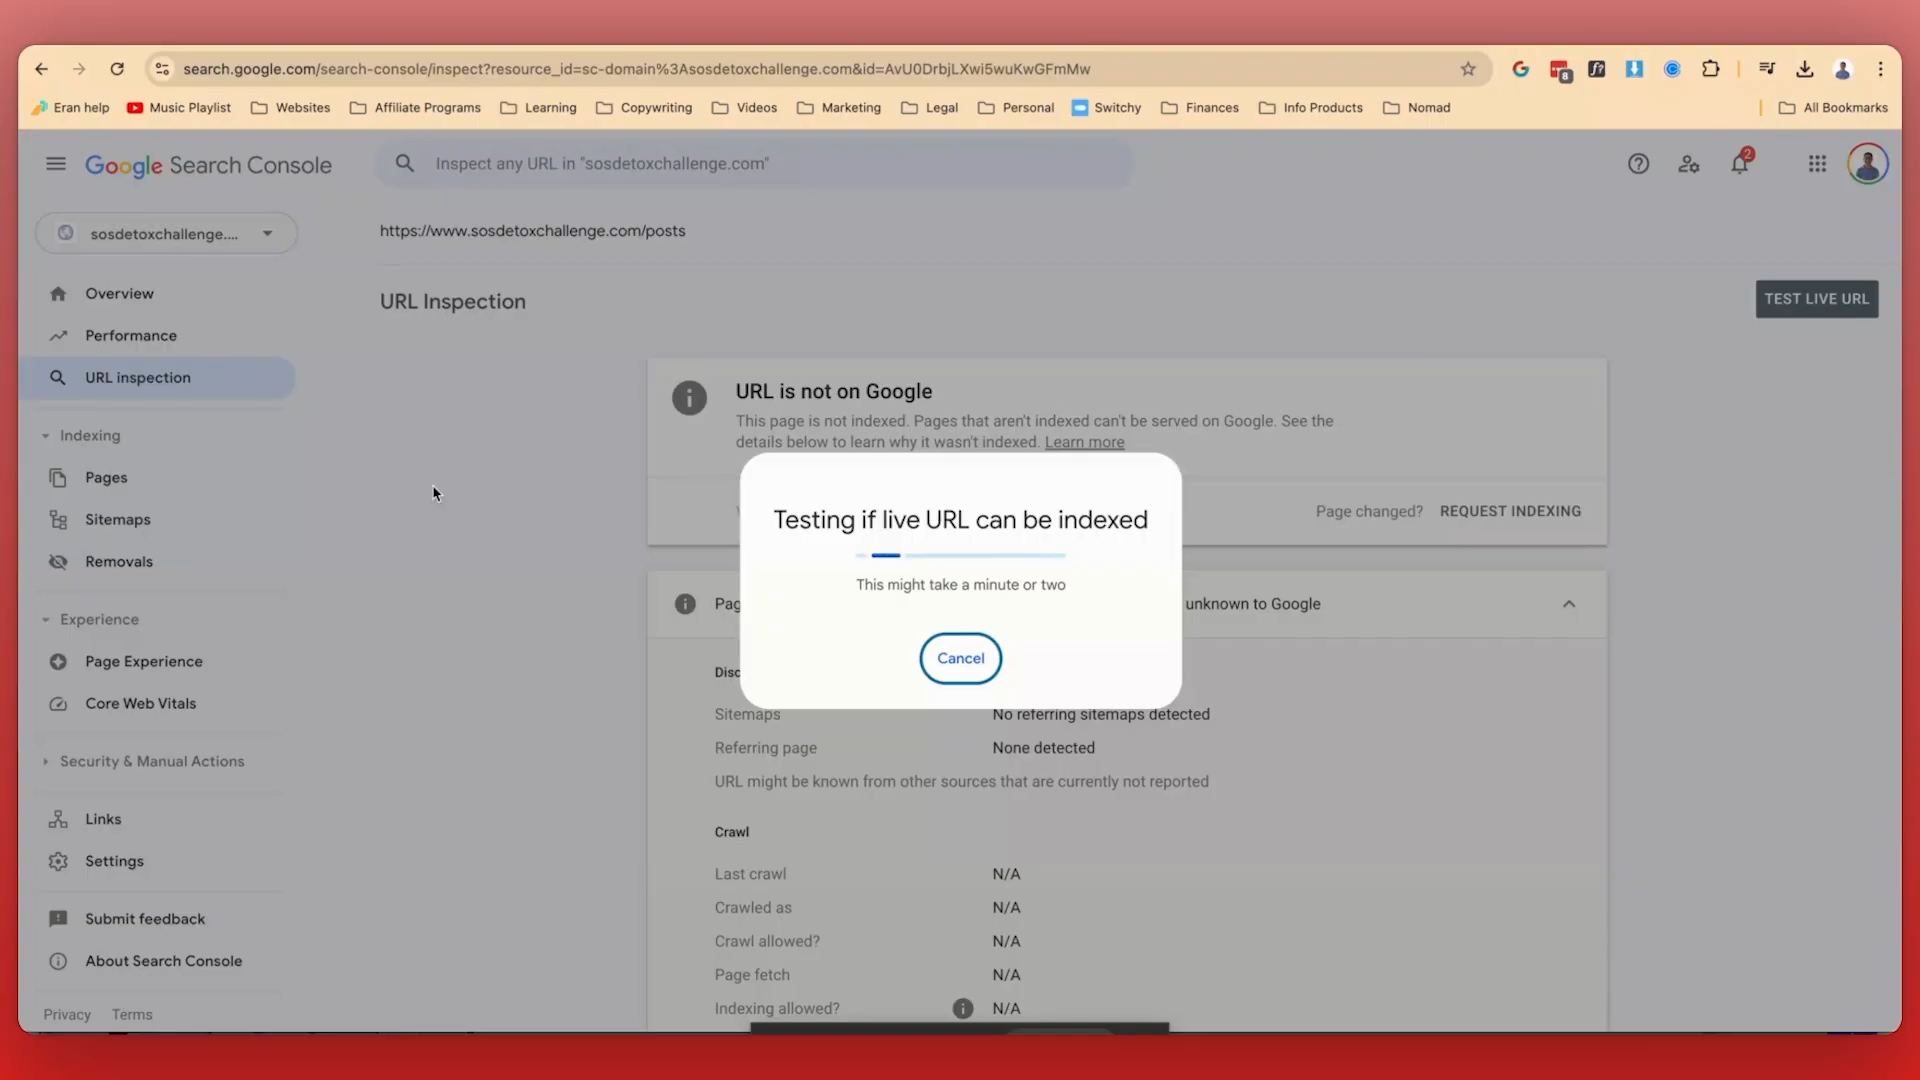 search.google.com/search-console/inspect?resource_id=sc-domain%3Asosdetoxchallenge.com&id=AvU0DrbjLXwi5wuKwGFmMw
8
Eran help
Music Playlist
Websites
Affiliate Programs
Learning
Copywriting
Videos
Marketing
Legal
Personal
Switchy
Finances
Info Products
Nomad
All Bookmarks
Google Search Console
Inspect any URL in "sosdetoxchallenge.com"
2
sosdetoxchallenge....
https://www.sosdetoxchallenge.com/posts
Overview
Performance
URL inspection
Indexing
Pages
Sitemaps
Removals
Experience
Page Experience
Core Web Vitals
Security & Manual Actions
Links
Settings
Submit feedback
About Search Console
Privacy Terms
URL Inspection
TEST LIVE URL
URL is not on Google
This page is not indexed. Pages that aren't indexed can't be served on Google. See the
details below to learn why it wasn't indexed. Learn more
Page changed? REQUEST INDEXING
Testing if live URL can be indexed
This might take a minute or two
Cancel
Pag
unknown to Google
Disc
Sitemaps No referring sitemaps detected
Referring page None detected
URL might be known from other sources that are currently not reported
Crawl
Last crawl N/A
Crawled as N/A
Crawl allowed? N/A
Page fetch N/A
Indexing allowed? N/A